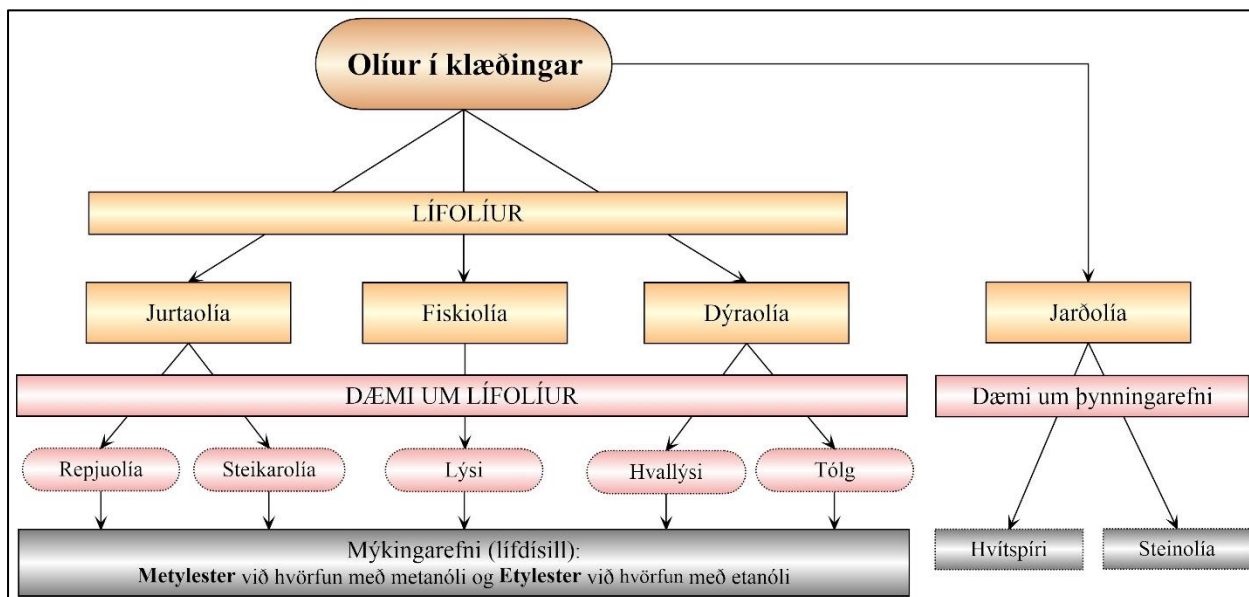 Olíur í klæðingar
LÍFOLÍUR
Jurtaolía
Fiskiolía
Dýraolía
Jarðolía
DÆMI UM LÍFOLÍUR
Dæmi um þynningarefni
Repjuolía
Steikarolía
Lýsi
Hvallýsi
Tólg
Mýkingarefni (lífdísill):
Metylester við hvörfun með metanóli og Etylester við hvörfun með etanóli
Hvítspíri
Steinolía